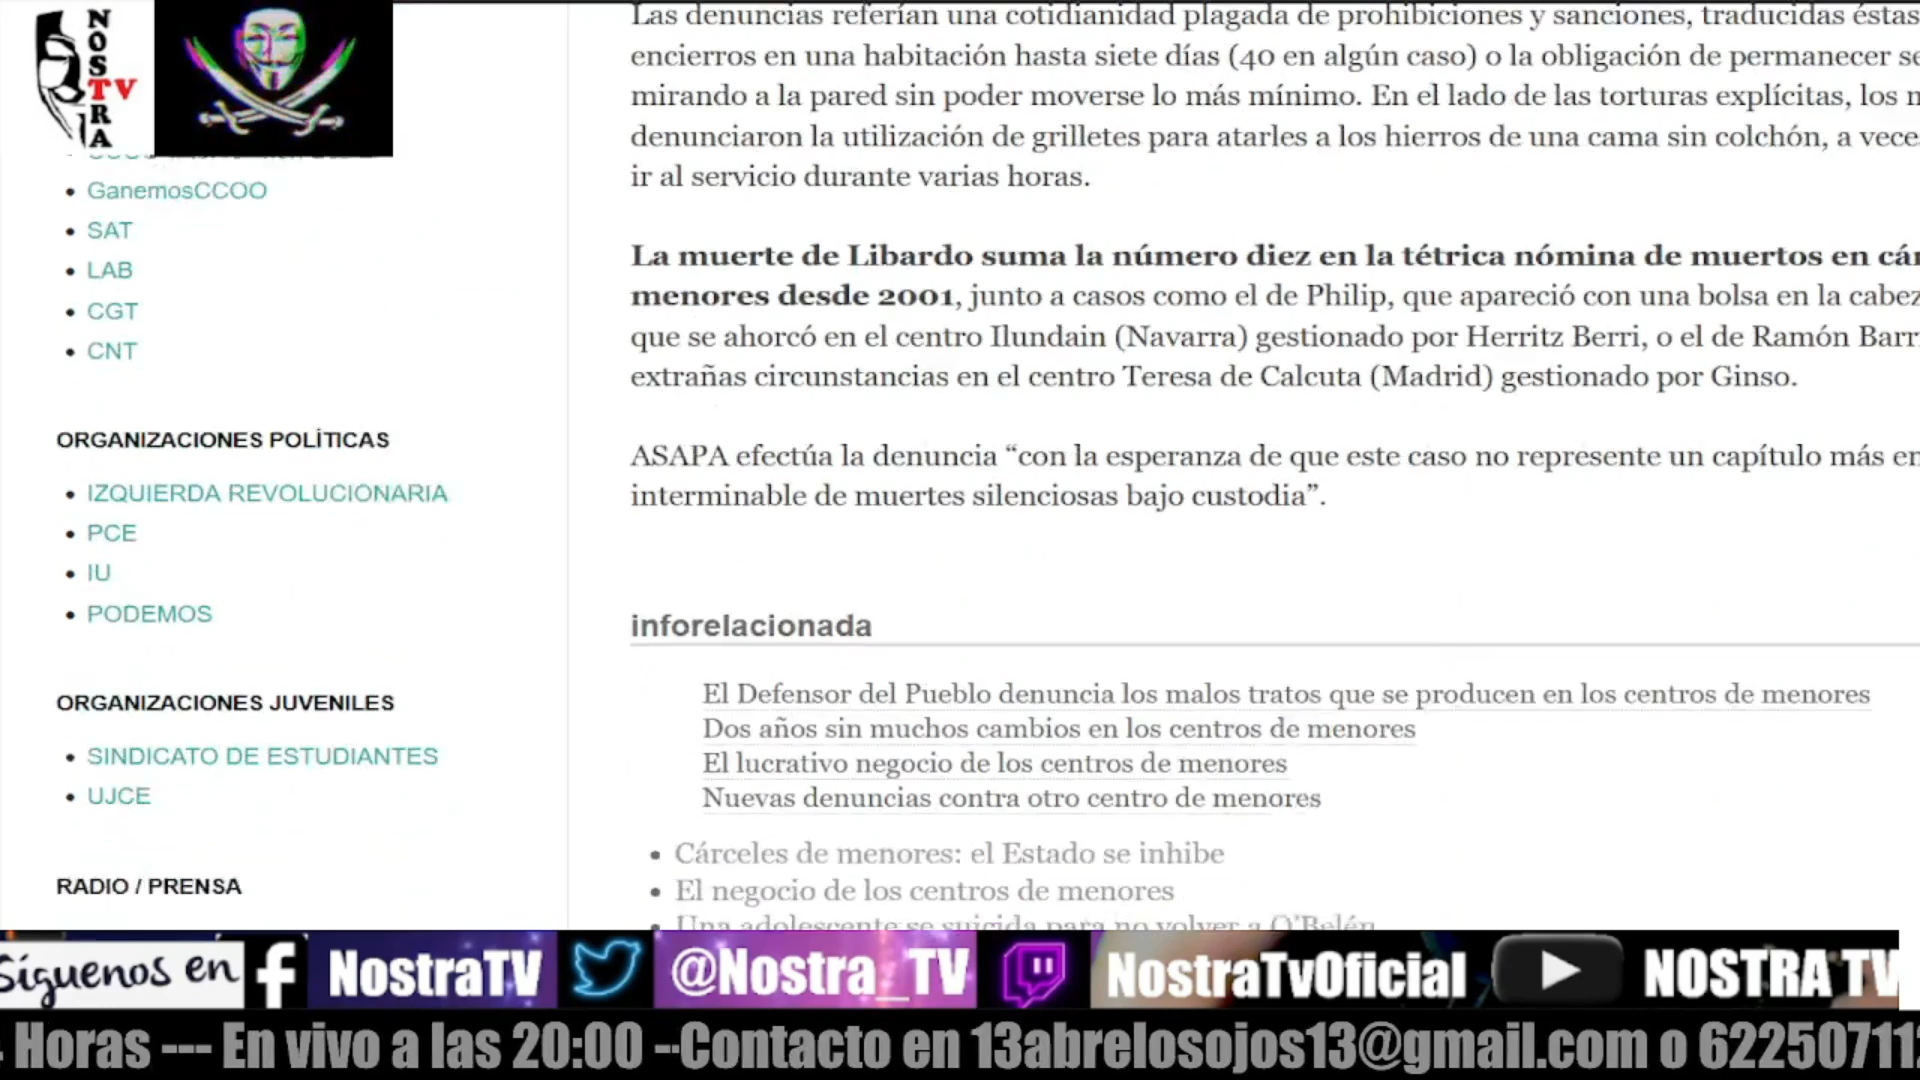 NOSTRA
TV
GanemosCCOO
SAT
LAB
CGT
CNT
ORGANIZACIONES POLÍTICAS
IZQUIERDA REVOLUCIONARIA
PCE
IU
PODEMOS
ORGANIZACIONES JUVENILES
SINDICATO DE ESTUDIANTES
UJCE
RADIO / PRENSA
Las denuncias referían una cotidianidad plagada de prohibiciones y sanciones, traducidas éstas
encierros en una habitación hasta siete días (40 en algún caso) o la obligación de permanecer
mirando a la pared sin poder moverse lo más mínimo. En el lado de las torturas explícitas, los
denunciaron la utilización de grilletes para atarles a los hierros de una cama sin colchón, a
ir al servicio durante varias horas.
La muerte de Libardo suma la número diez en la tétrica nómina de muertos en
menores desde 2001, junto a casos como el de Philip, que apareció con una bolsa en la
que se ahorcó en el centro Ilundain (Navarra) gestionado por Herritz Berri, o el de Ramón
extrañas circunstancias en el centro Teresa de Calcuta (Madrid) gestionado por Ginso.
ASAPA efectúa la denuncia “con la esperanza de que este caso no represente un capítulo más
interminable de muertes silenciosas bajo custodia”.
inforelacionada
El Defensor del Pueblo denuncia los malos tratos que se producen en los centros de menores
Dos años sin muchos cambios en los centros de menores
El lucrativo negocio de los centros de menores
Nuevas denuncias contra otro centro de menores
Cárceles de menores: el Estado se inhibe
El negocio de los centros de menores
Una adolescente se suicida para no volver a O’Belén
Síguenos en f NostraTV @Nostra_TV NostraTvOficial NOSTRA TV
Horas --- En vivo a las 20:00 --Contacto en 13abrelosojos13@gmail.com o 62250711